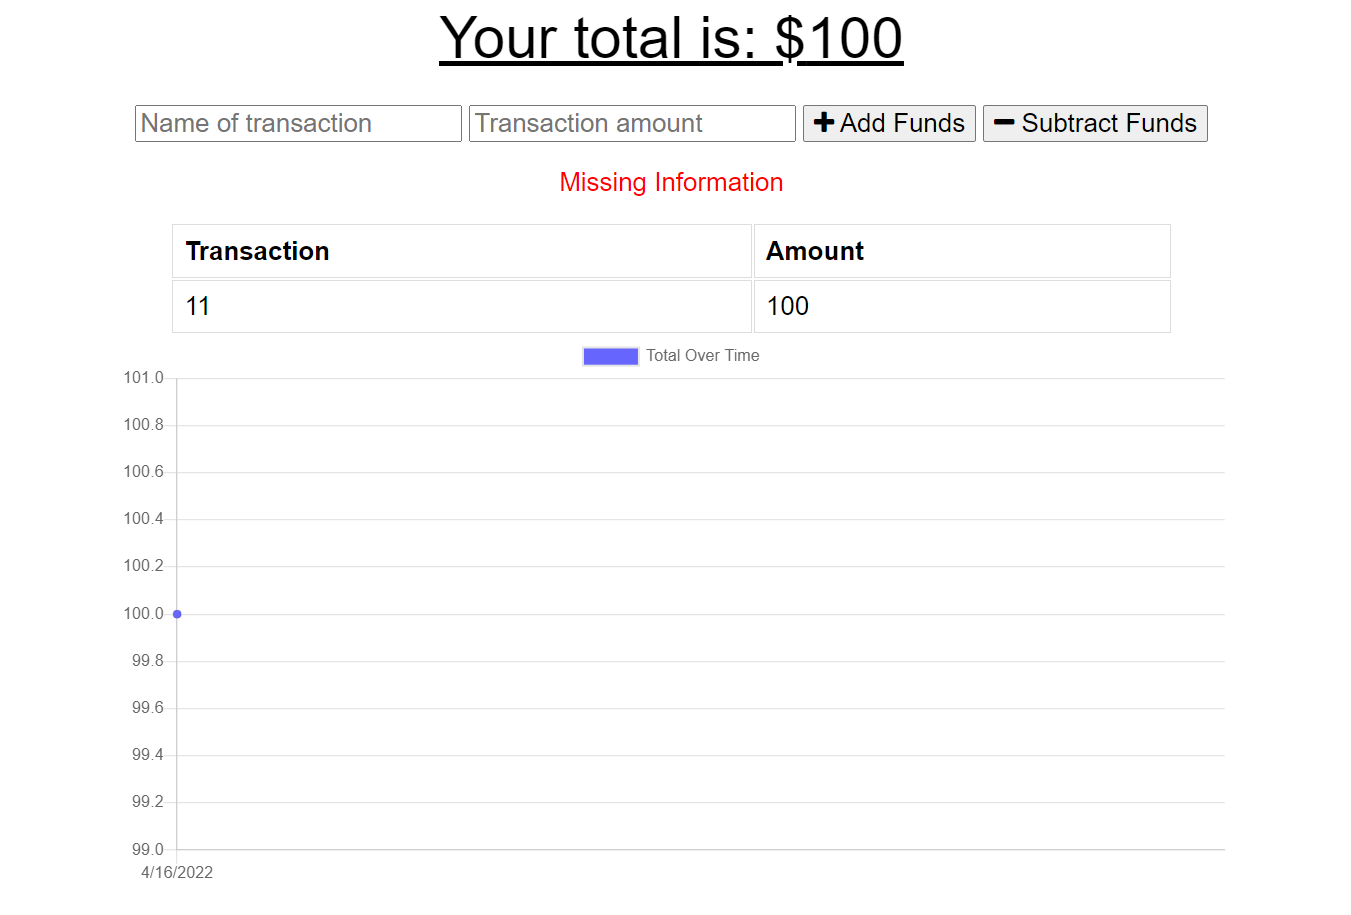 Your total is: $100
Name of transaction Transaction amount Add Funds Subtract Funds
Missing Information
Transaction Amount
11 100
Total Over Time
101.0
100.8
100.6
100.4
100.2
100.0
99.8
99.6
99.4
99.2
99.0
4/16/2022